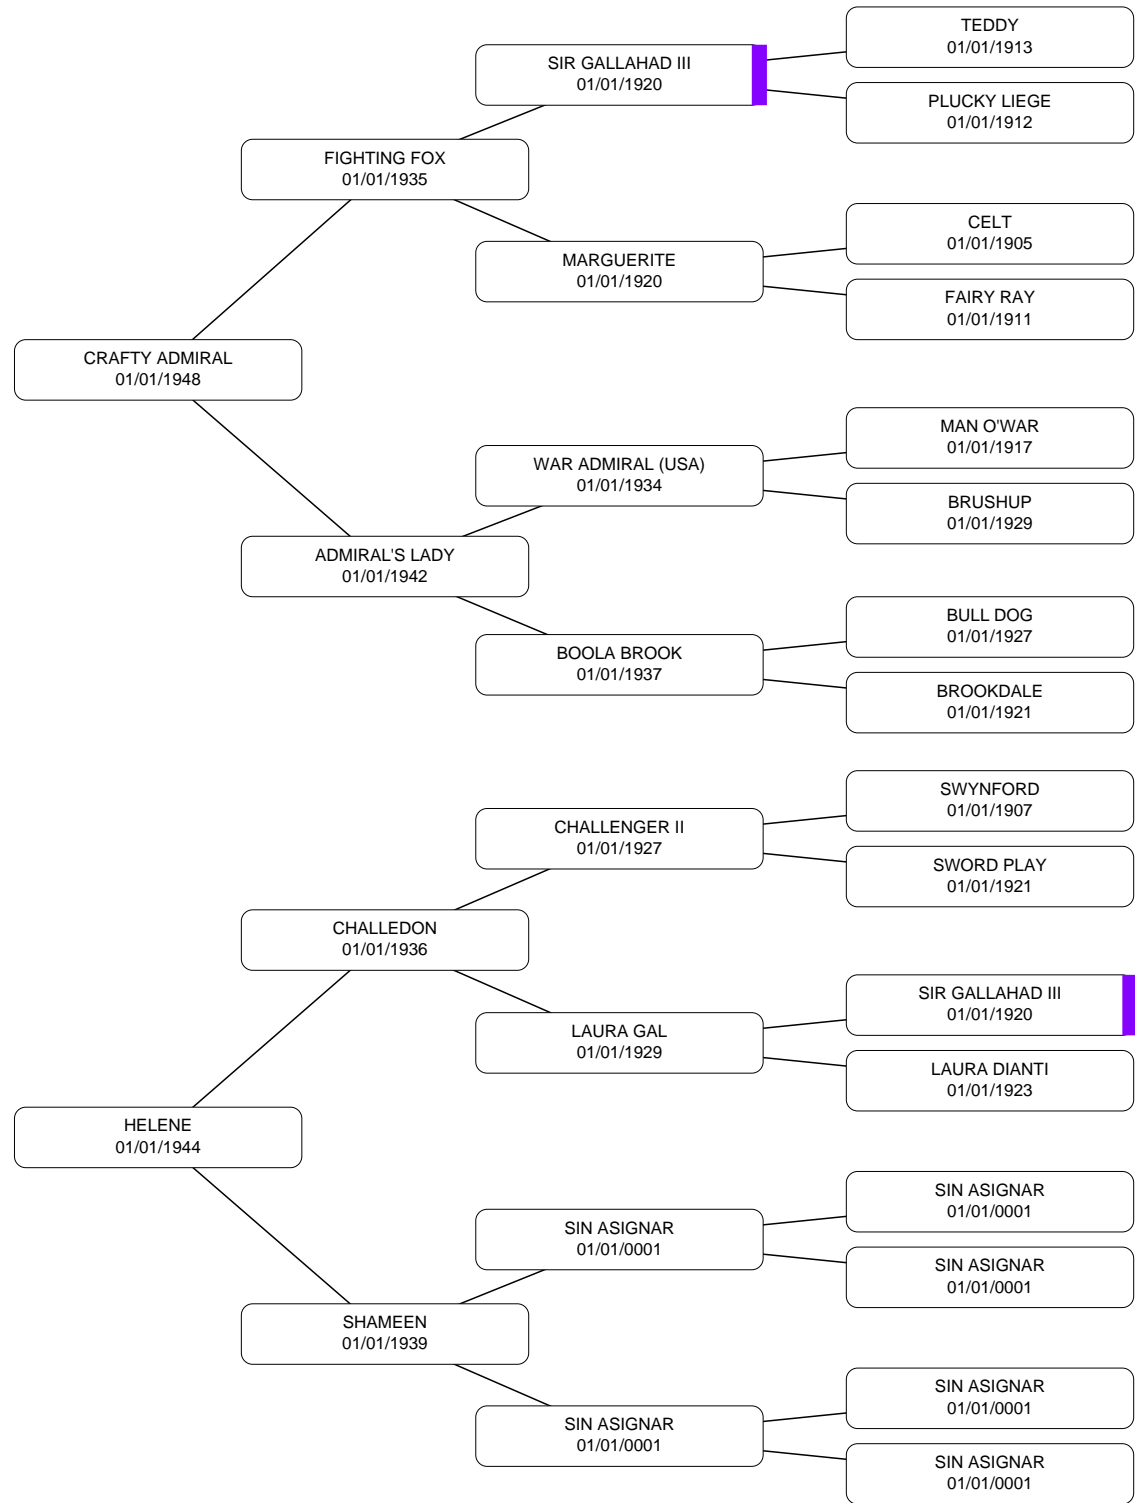 TEDDY
01/01/1913
SIR GALLAHAD III
01/01/1920
PLUCKY LIEGE
01/01/1912
FIGHTING FOX
01/01/1935
CELT
01/01/1905
MARGUERITE
01/01/1920
FAIRY RAY
01/01/1911
CRAFTY ADMIRAL
01/01/1948
MAN O'WAR
01/01/1917
WAR ADMIRAL (USA)
01/01/1934
BRUSHUP
01/01/1929
ADMIRAL'S LADY
01/01/1942
BULL DOG
01/01/1927
BOOLA BROOK
01/01/1937
BROOKDALE
01/01/1921
SWYNFORD
01/01/1907
CHALLENGER II
01/01/1927
SWORD PLAY
01/01/1921
CHALLEDON
01/01/1936
SIR GALLAHAD III
01/01/1920
LAURA GAL
01/01/1929
LAURA DIANTI
01/01/1923
HELENE
01/01/1944
SIN ASIGNAR
01/01/0001
SIN ASIGNAR
01/01/0001
SIN ASIGNAR
01/01/0001
SHAMEEN
01/01/1939
SIN ASIGNAR
01/01/0001
SIN ASIGNAR
01/01/0001
SIN ASIGNAR
01/01/0001